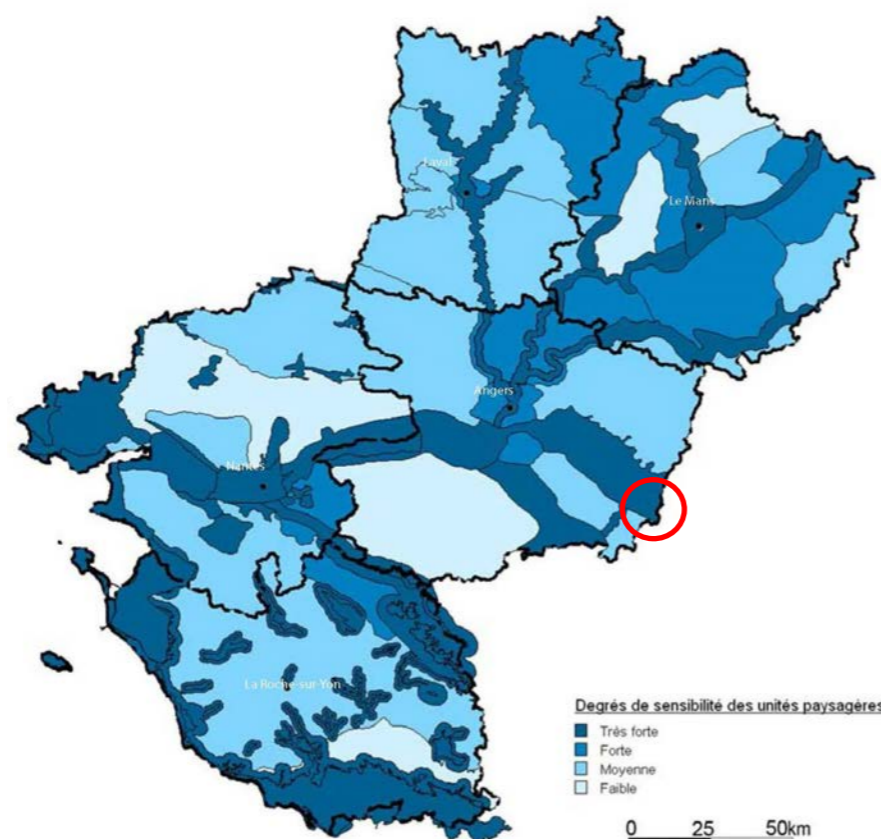 Laval
Le Mans
Angers
Nantes
La Roche-sur-Yon
Degrés de sensibilité des unités paysagères
Très forte
Forte
Moyenne
Faible
0 25 50km